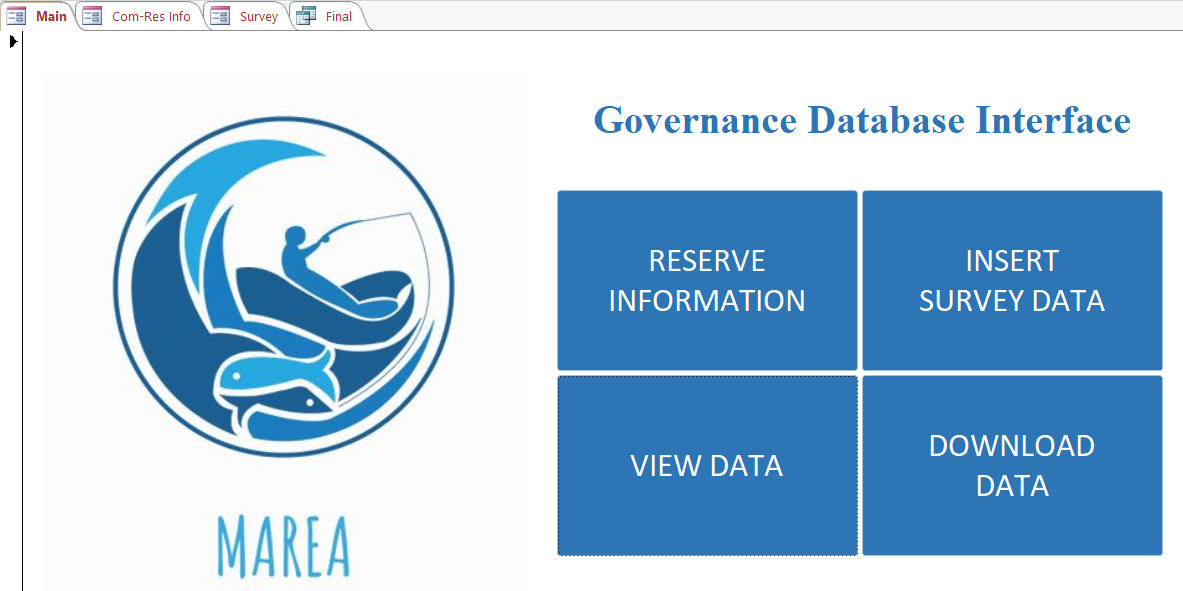 Main
Com-Res Info
Survey
Final
Governance Database Interface
RESERVE
INFORMATION
INSERT
SURVEY DATA
VIEW DATA
DOWNLOAD
DATA
MAREA